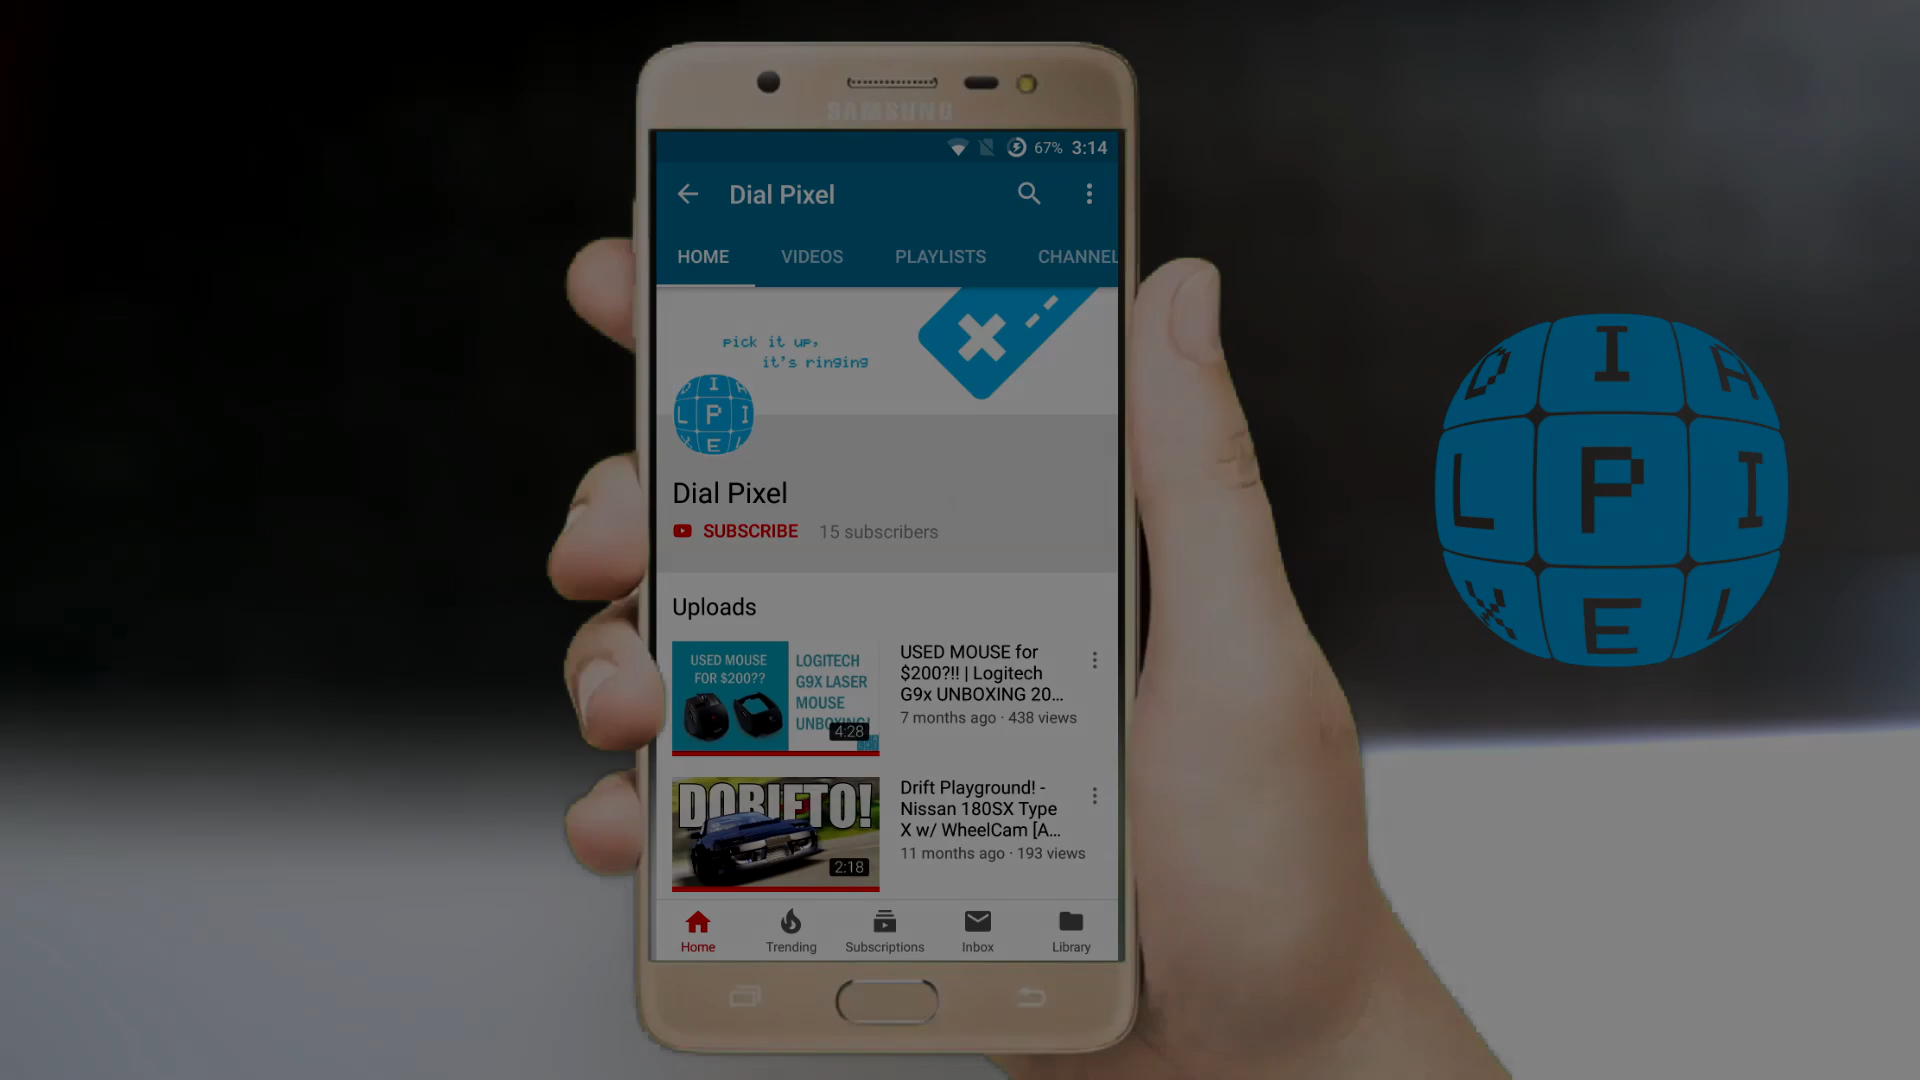 SAMSUNG
67% 3:14
Dial Pixel
HOME VIDEOS PLAYLISTS CHANNEL
pick it up,
it's ringing
D I A
L P I
X E L
Dial Pixel
SUBSCRIBE 15 subscribers
Uploads
USED MOUSE
FOR $200??
LOGITECH
G9X LASER
MOUSE
UNBOXING!
4:28
USED MOUSE for
$200?!! | Logitech
G9x UNBOXING 20...
7 months ago · 438 views
DORIFTO!
2:18
Drift Playground! -
Nissan 180SX Type
X w/ WheelCam [A...
11 months ago · 193 views
Home Trending Subscriptions Inbox Library
D I A
L P I
X E L